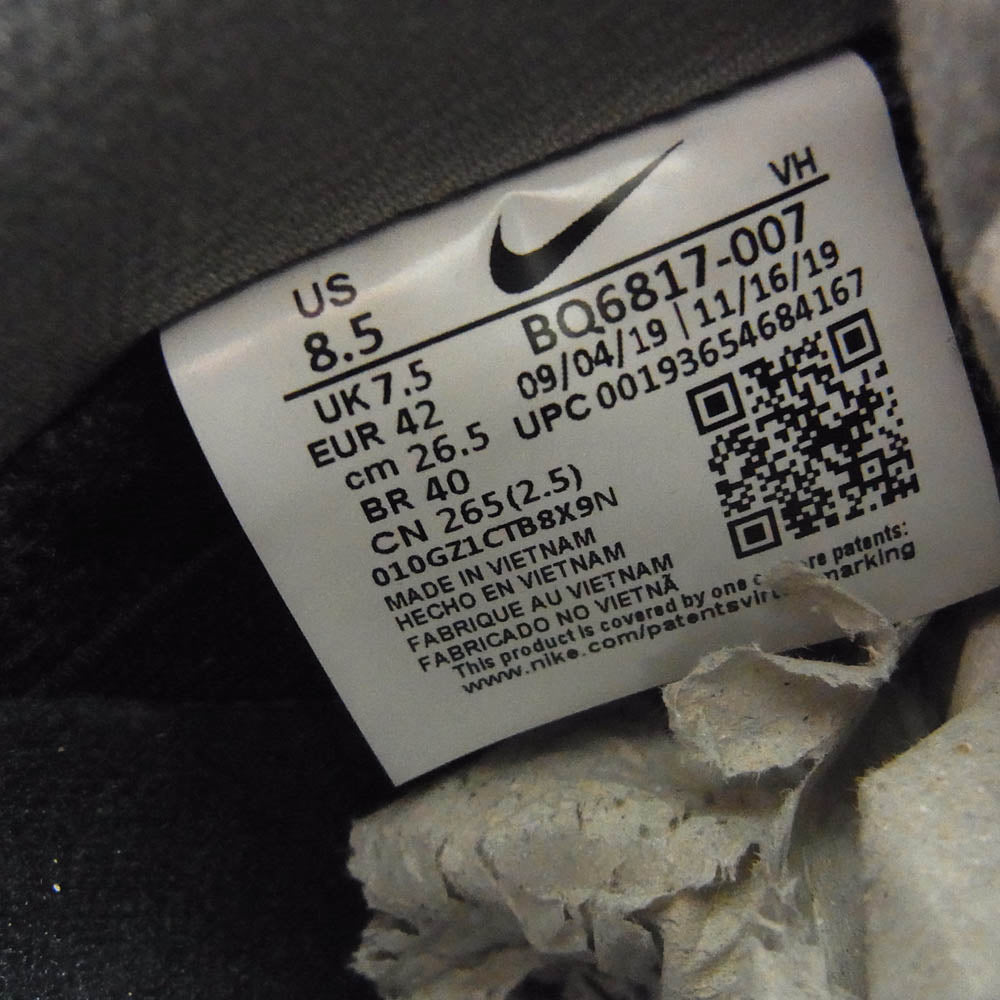 VH
US
8.5
BQ6817-007
09/04/19 | 11/16/19
UPC 00193654684167
UK 7.5
EUR 42
cm 26.5
BR 40
CN 265(2.5)
010GZ1CTB8X9N
MADE IN VIETNAM
HECHO EN VIETNAM
FABRIQUE AU VIETNAM
FABRICADO NO VIETNÃ
This product is covered by one patents:
www.nike.com/patentsvirt marking